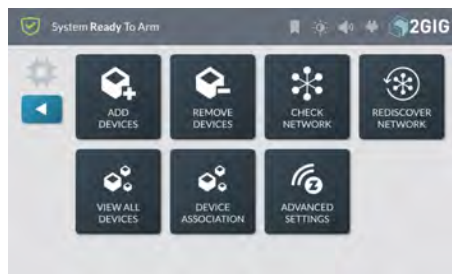 System Ready To Arm
2GIG
ADD
DEVICES
REMOVE
DEVICES
CHECK
NETWORK
REDISCOVER
NETWORK
VIEW ALL
DEVICES
DEVICE
ASSOCIATION
Z
ADVANCED
SETTINGS